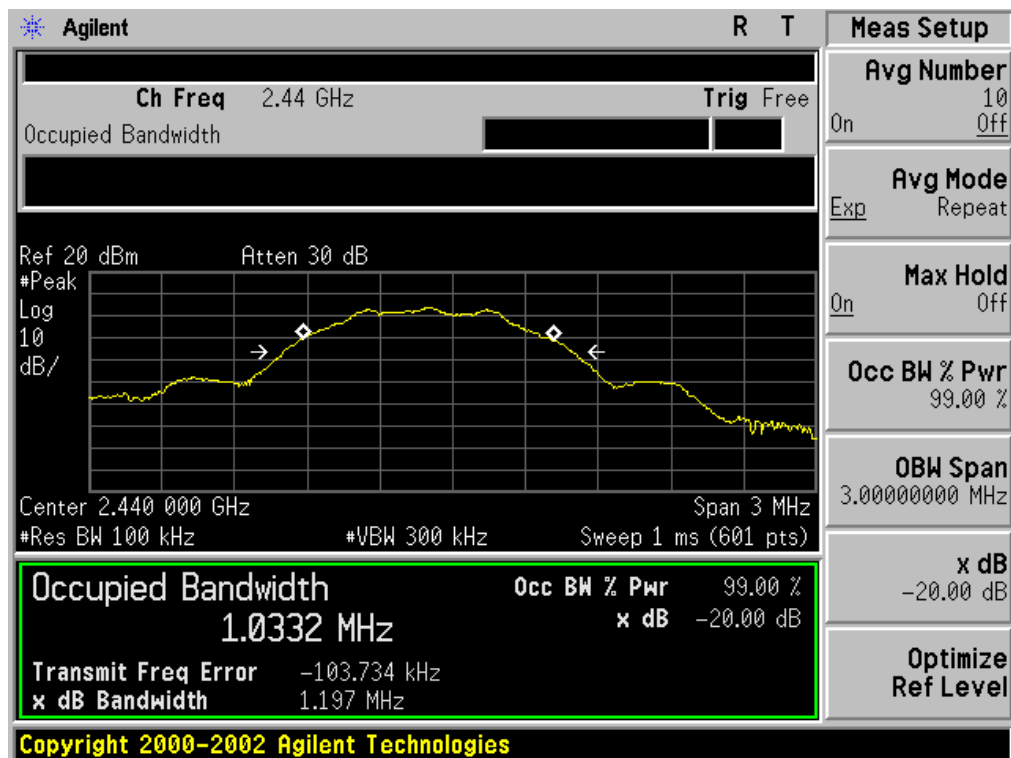 Agilent
R T
Ch Freq 2.44 GHz
Trig Free
Occupied Bandwidth
Ref 20 dBm
Atten 30 dB
#Peak
Log
10
dB/
Center 2.440 000 GHz
Span 3 MHz
#Res BW 100 kHz
#VBW 300 kHz
Sweep 1 ms (601 pts)
Occupied Bandwidth
1.0332 MHz
Occ BW % Pwr 99.00 %
x dB -20.00 dB
Transmit Freq Error -103.734 kHz
x dB Bandwidth 1.197 MHz
Copyright 2000-2002 Agilent Technologies
Meas Setup
Avg Number
10
On Off
Avg Mode
Exp Repeat
Max Hold
On Off
Occ BW % Pwr
99.00 %
OBW Span
3.00000000 MHz
x dB
-20.00 dB
Optimize
Ref Level